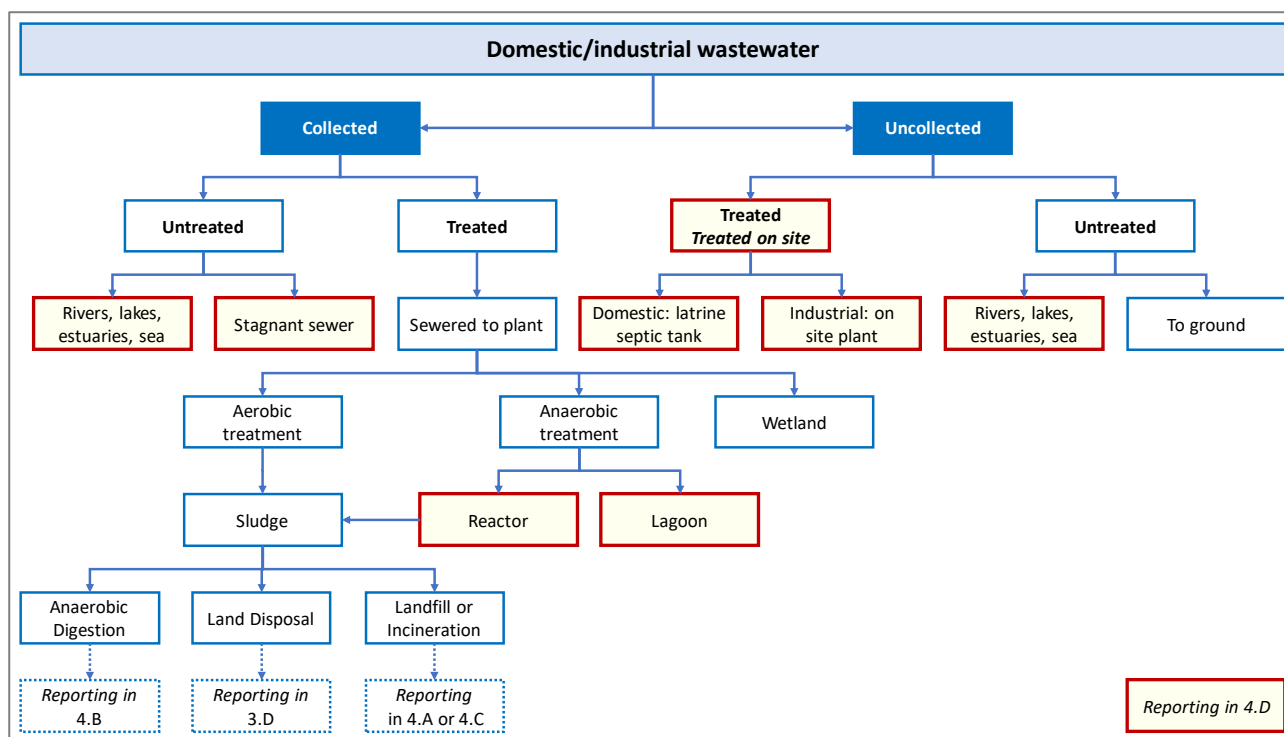 Domestic/industrial wastewater
Collected
Uncollected
Untreated
Treated
Treated
Treated on site
Untreated
Rivers, lakes,
estuaries, sea
Stagnant sewer
Sewered to plant
Domestic: latrine
septic tank
Industrial: on
site plant
Rivers, lakes,
estuaries, sea
To ground
Aerobic
treatment
Anaerobic
treatment
Wetland
Sludge
Reactor
Lagoon
Anaerobic
Digestion
Land Disposal
Landfill or
Incineration
Reporting in
4.B
Reporting in
3.D
Reporting
in 4.A or 4.C
Reporting in 4.D